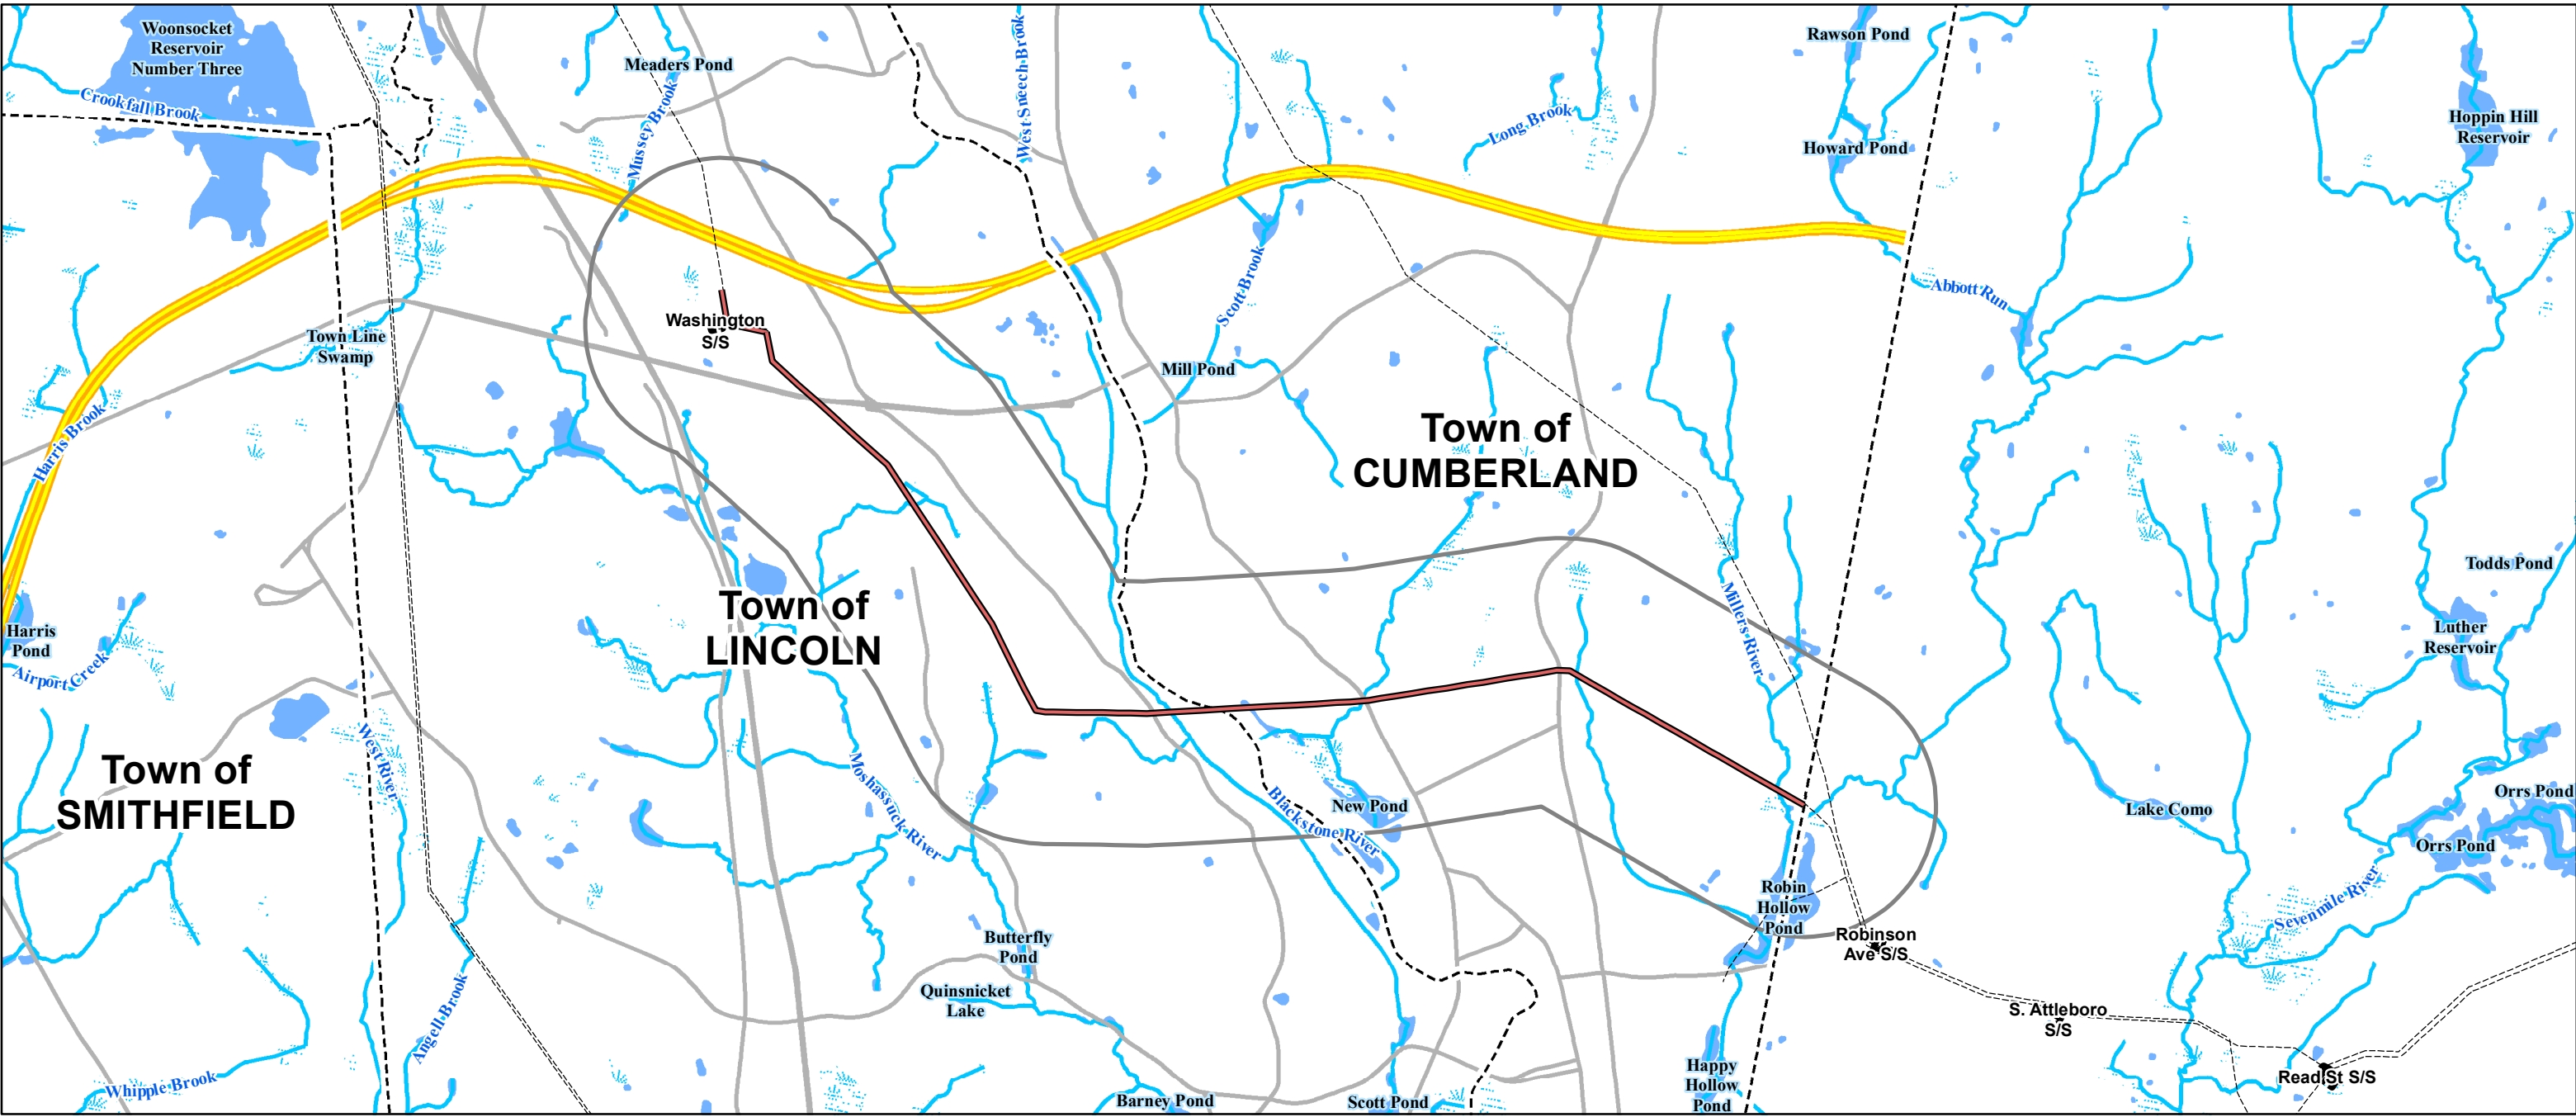 Woonsocket
Reservoir
Number Three
Crookfall Brook
Meaders Pond
Mussey Brook
West Sneech Brook
Long Brook
Rawson Pond
Howard Pond
Hoppin Hill
Reservoir
Scott Brook
Abbott Run
Washington
S/S
Town Line
Swamp
Mill Pond
Harris Brook
Town of
CUMBERLAND
Todds Pond
Town of
LINCOLN
Millers River
Harris
Pond
Airport Creek
Luther
Reservoir
West River
Town of
SMITHFIELD
Moshassuck River
Blackstone River
New Pond
Lake Como
Orrs Pond
Orrs Pond
Robin
Hollow
Pond
Sevenmile River
Robinson
Ave S/S
Butterfly
Pond
Quinsnicket
Lake
Angell Brook
S. Attleboro
S/S
Whipple Brook
Barney Pond
Scott Pond
Happy
Hollow
Pond
Read St S/S